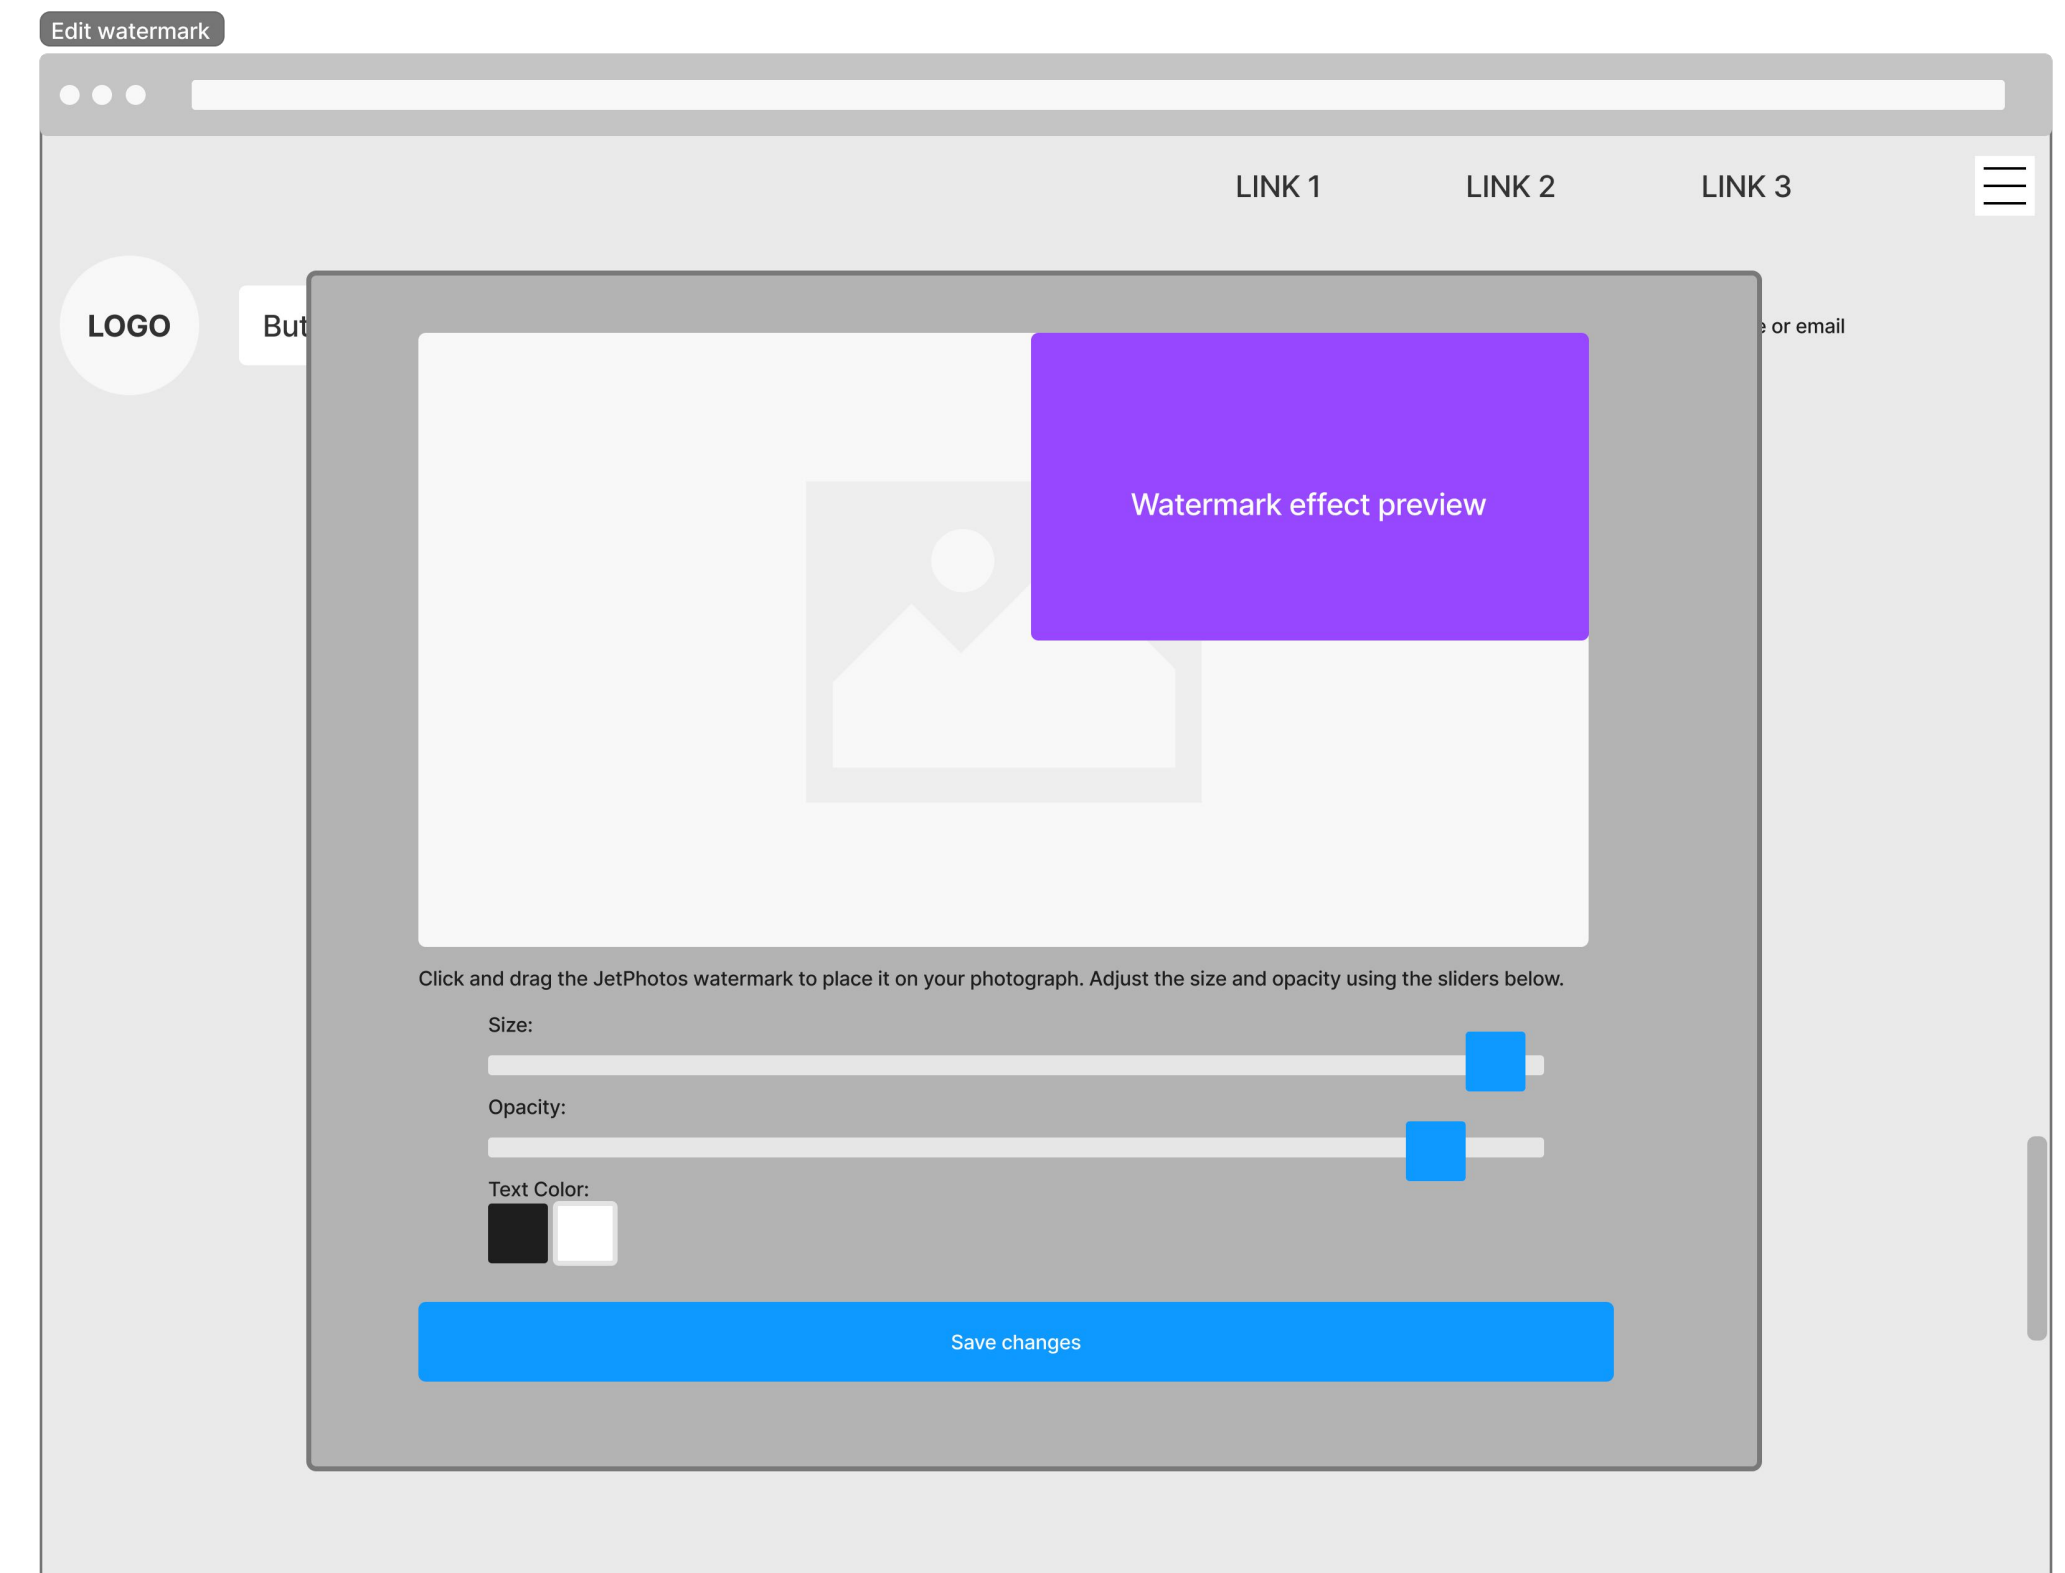 Edit watermark
LINK 1 LINK 2 LINK 3
LOGO
But
or email
Watermark effect preview
Click and drag the JetPhotos watermark to place it on your photograph. Adjust the size and opacity using the sliders below.
Size:
Opacity:
Text Color:
Save changes